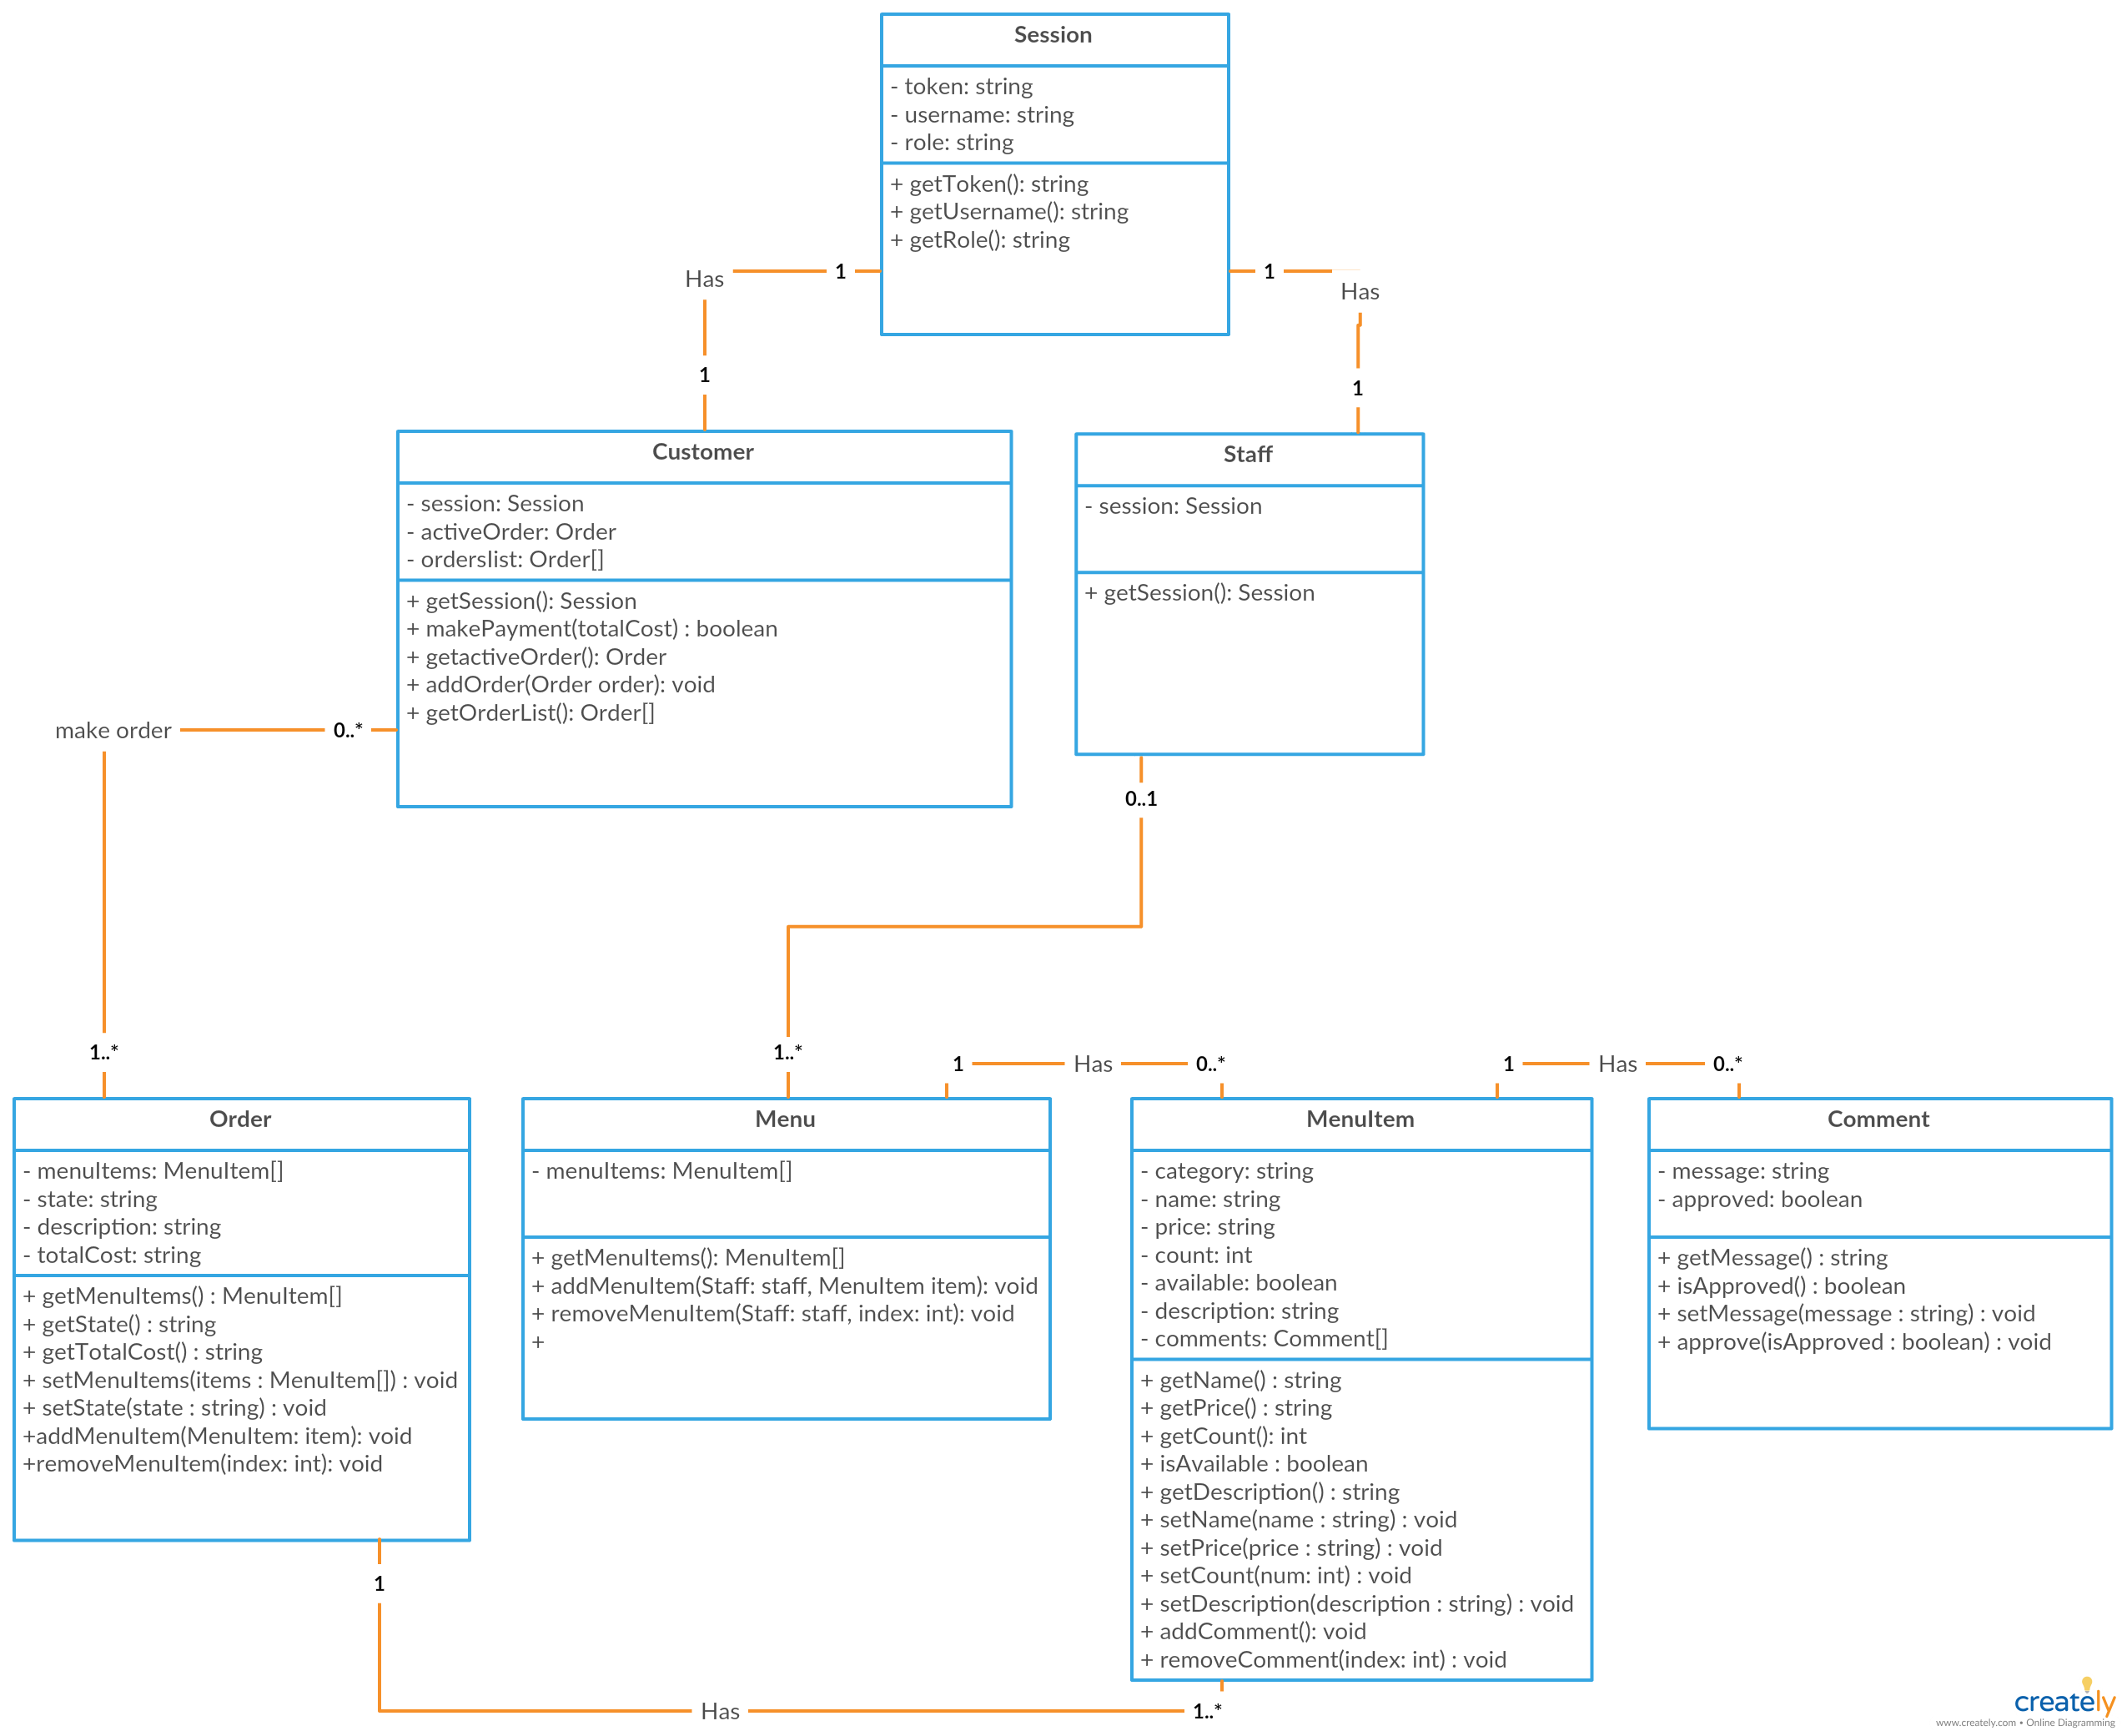 Session
- token: string
- username: string
- role: string
+ getToken(): string
+ getUsername(): string
+ getRole(): string
Has
1
1
Has
1
1
Customer
- session: Session
- activeOrder: Order
- orderslist: Order[]
+ getSession(): Session
+ makePayment(totalCost) : boolean
+ getactiveOrder(): Order
+ addOrder(Order order): void
+ getOrderList(): Order[]
Staff
- session: Session
+ getSession(): Session
make order
0..*
1..*
0..1
1..*
1
Has
0..*
1
Has
0..*
Order
- menuItems: MenuItem[]
- state: string
- description: string
- totalCost: string
+ getMenuItems() : MenuItem[]
+ getState() : string
+ getTotalCost() : string
+ setMenuItems(items : MenuItem[]) : void
+ setState(state : string) : void
+addMenuItem(MenuItem: item): void
+removeMenuItem(index: int): void
Menu
- menuItems: MenuItem[]
+ getMenuItems(): MenuItem[]
+ addMenuItem(Staff: staff, MenuItem item): void
+ removeMenuItem(Staff: staff, index: int): void
+
MenuItem
- category: string
- name: string
- price: string
- count: int
- available: boolean
- description: string
- comments: Comment[]
+ getName() : string
+ getPrice() : string
+ getCount(): int
+ isAvailable : boolean
+ getDescription() : string
+ setName(name : string) : void
+ setPrice(price : string) : void
+ setCount(num: int) : void
+ setDescription(description : string) : void
+ addComment(): void
+ removeComment(index: int) : void
Comment
- message: string
- approved: boolean
+ getMessage() : string
+ isApproved() : boolean
+ setMessage(message : string) : void
+ approve(isApproved : boolean) : void
1
Has
1..*
creately
www.creately.com • Online Diagramming